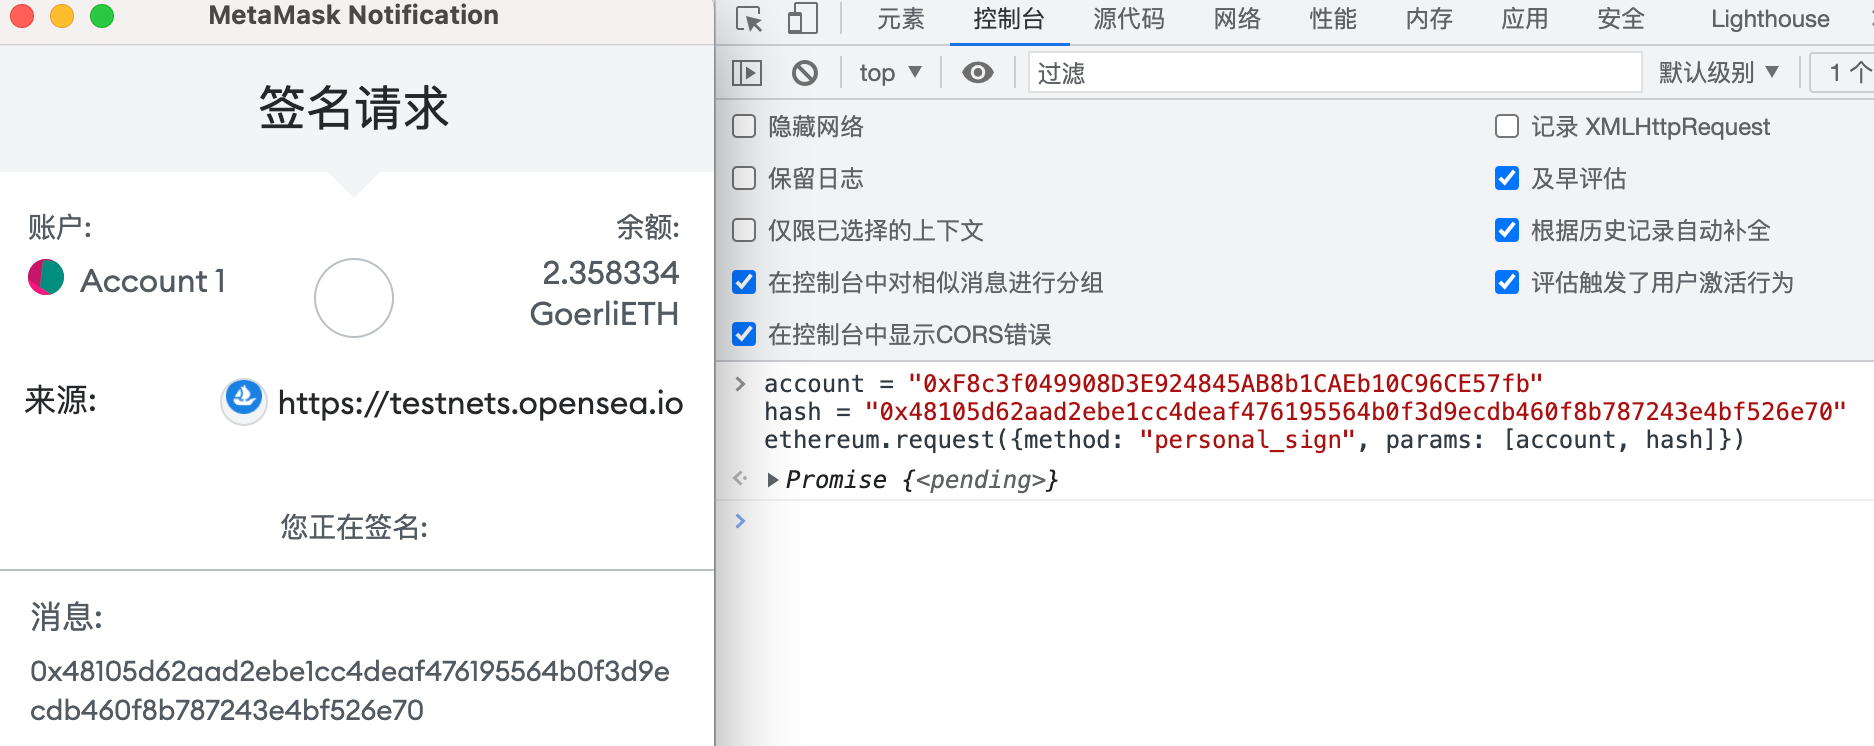 MetaMask Notification
签名请求
账户:
余额:
Account 1
2.358334
GoerliETH
来源:
https://testnets.opensea.io
您正在签名:
消息:
0x48105d62aad2ebe1cc4deaf476195564b0f3d9e
cdb460f8b787243e4bf526e70
元素 控制台 源代码 网络 性能 内存 应用 安全 Lighthouse
top 过滤 默认级别 1 个
隐藏网络 记录 XMLHttpRequest
保留日志 及早评估
仅限已选择的上下文 根据历史记录自动补全
在控制台中对相似消息进行分组 评估触发了用户激活行为
在控制台中显示CORS错误
account = "0xF8c3f049908D3E924845AB8b1CAEb10C96CE57fb"
hash = "0x48105d62aad2ebe1cc4deaf476195564b0f3d9ecdb460f8b787243e4bf526e70"
ethereum.request({method: "personal_sign", params: [account, hash]})
Promise {<pending>}